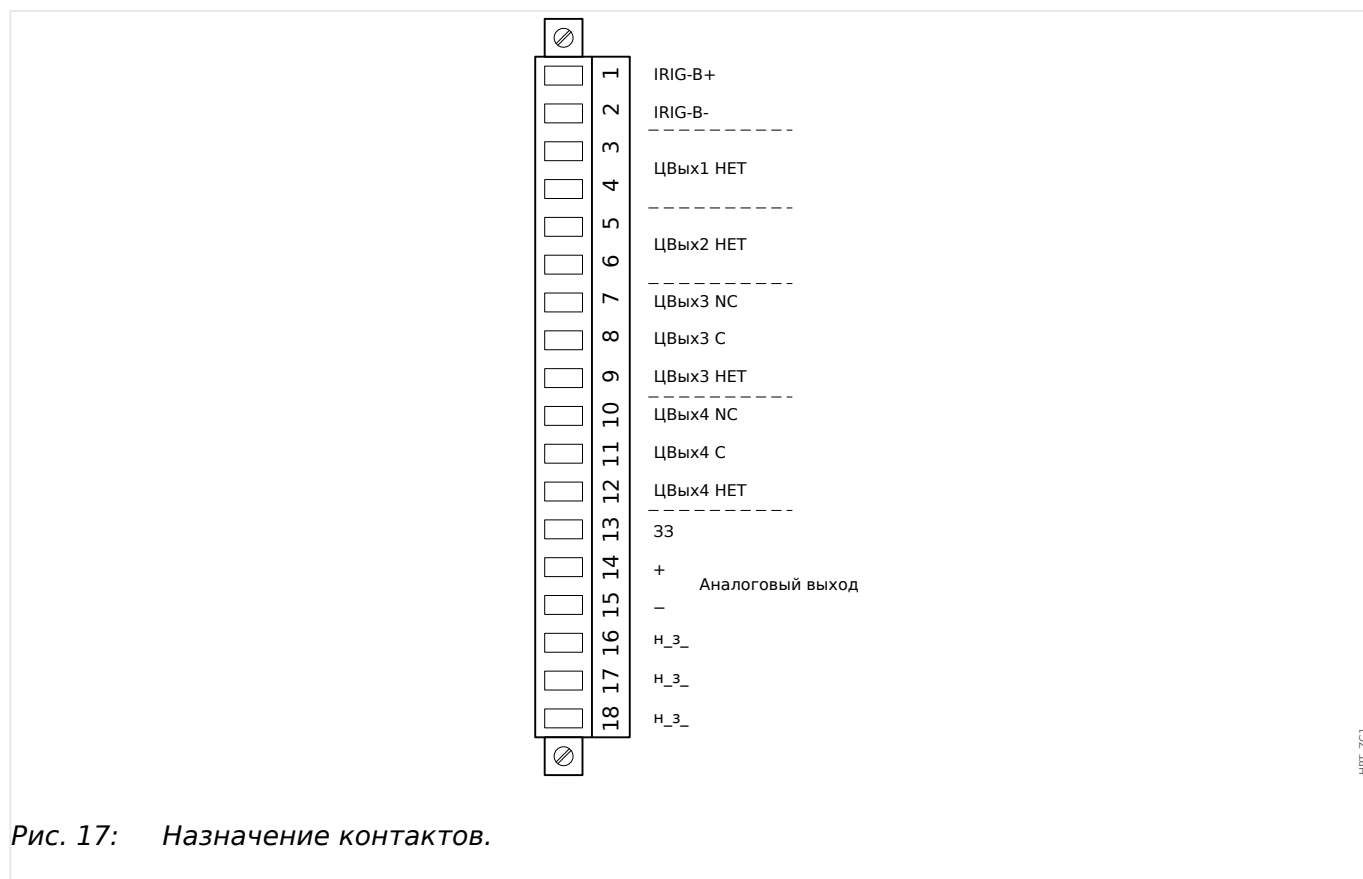 1 IRIG-B+
2 IRIG-B-
3
ЦВых1 НЕТ
4
5
ЦВых2 НЕТ
6
7 ЦВых3 NC
8 ЦВых3 C
9 ЦВых3 НЕТ
10 ЦВых4 NC
11 ЦВых4 C
12 ЦВых4 НЕТ
13 ЗЗ
14 +
Аналоговый выход
15 −
16 н_з_
17 н_з_
18 н_з_
Рис. 17: Назначение контактов.